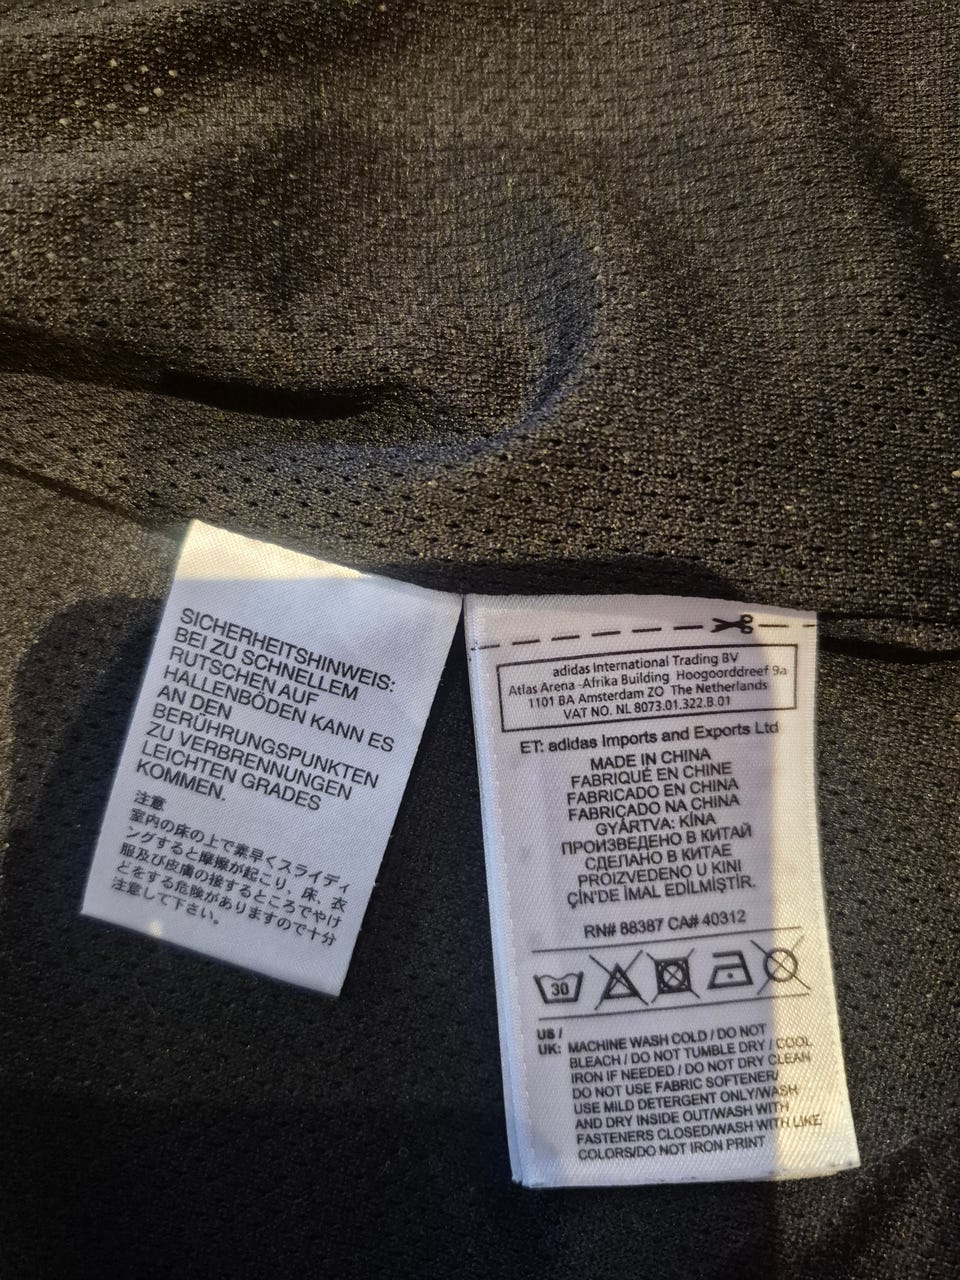 SICHERHEITSHINWEIS:
BEI ZU SCHNELLEM
RUTSCHEN AUF
HALLENBÖDEN KANN ES
AN DEN
BERÜHRUNGSPUNKTEN
ZU VERBRENNUNGEN
LEICHTEN GRADES
KOMMEN.
注意
室内の床の上で素早くスライディ
ングすると摩擦が起こり、床、衣
服及び皮膚の接するところでやけ
どをする危険がありますので十分
注意して下さい。
adidas International Trading BV
Atlas Arena -Afrika Building Hoogoorddreef 9a
1101 BA Amsterdam ZO The Netherlands
VAT NO. NL 8073.01.322.B.01
ET: adidas Imports and Exports Ltd
MADE IN CHINA
FABRIQUÉ EN CHINE
FABRICADO EN CHINA
FABRICADO NA CHINA
GYÁRTVA: KÍNA
ПРОИЗВЕДЕНО В КИТАЙ
СДЕЛАНО В КИТАЕ
PROIZVEDENO U KINI
ÇİN'DE İMAL EDİLMİŞTİR.
RN# 88387 CA# 40312
30
US /
UK: MACHINE WASH COLD / DO NOT
BLEACH / DO NOT TUMBLE DRY / COOL
IRON IF NEEDED / DO NOT DRY CLEAN
DO NOT USE FABRIC SOFTENER/
USE MILD DETERGENT ONLY/WASH
AND DRY INSIDE OUT/WASH WITH
FASTENERS CLOSED/WASH WITH LIKE
COLORS/DO NOT IRON PRINT